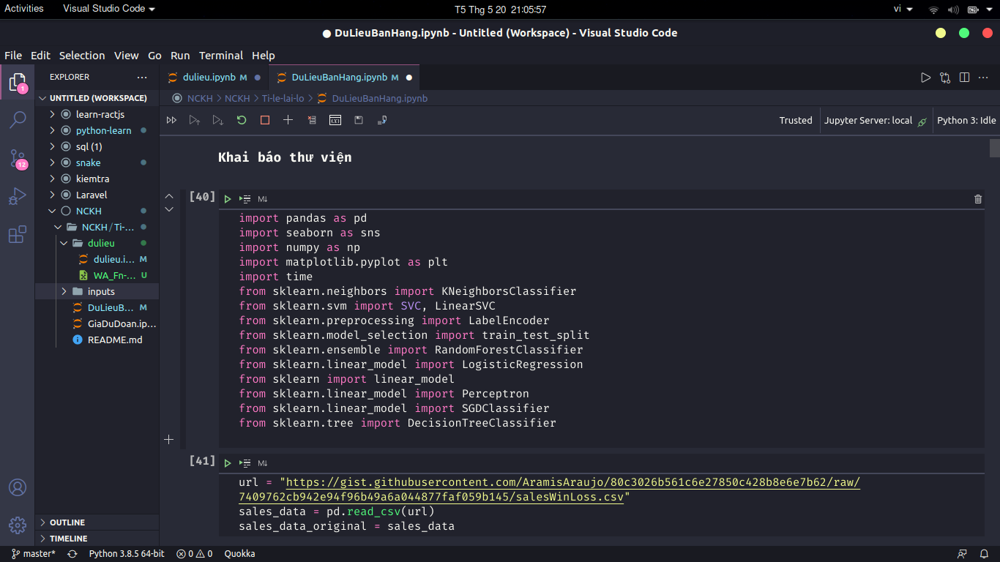 Activities Visual Studio Code T5 Thg 5 20 21:05:57 vi
DuLieuBanHang.ipynb - Untitled (Workspace) - Visual Studio Code
File Edit Selection View Go Run Terminal Help
EXPLORER ... dulieu.ipynb M DuLieuBanHang.ipynb M
UNTITLED (WORKSPACE) NCKH > NCKH > Ti-le-lai-lo > DuLieuBanHang.ipynb
learn-ractjs
python-learn
sql (1)
snake
kiemtra
Laravel
NCKH
NCKH / Ti-...
dulieu
dulieu.i... M
WA_Fn-... U
inputs
DuLieuB... M
GiaDuDoan.ip...
README.md
OUTLINE
TIMELINE
1
12
Trusted Jupyter Server: local Python 3: Idle
Khai báo thư viện
[40] M↓
import pandas as pd
import seaborn as sns
import numpy as np
import matplotlib.pyplot as plt
import time
from sklearn.neighbors import KNeighborsClassifier
from sklearn.svm import SVC, LinearSVC
from sklearn.preprocessing import LabelEncoder
from sklearn.model_selection import train_test_split
from sklearn.ensemble import RandomForestClassifier
from sklearn.linear_model import LogisticRegression
from sklearn import linear_model
from sklearn.linear_model import Perceptron
from sklearn.linear_model import SGDClassifier
from sklearn.tree import DecisionTreeClassifier
[41] M↓
url = "https://gist.githubusercontent.com/AramisAraujo/80c3026b561c6e27850c428b8e6e7b62/raw/
7409762cb942e94f96b49a6a044877faf059b145/salesWinLoss.csv"
sales_data = pd.read_csv(url)
sales_data_original = sales_data
master* Python 3.8.5 64-bit 0 0 Quokka